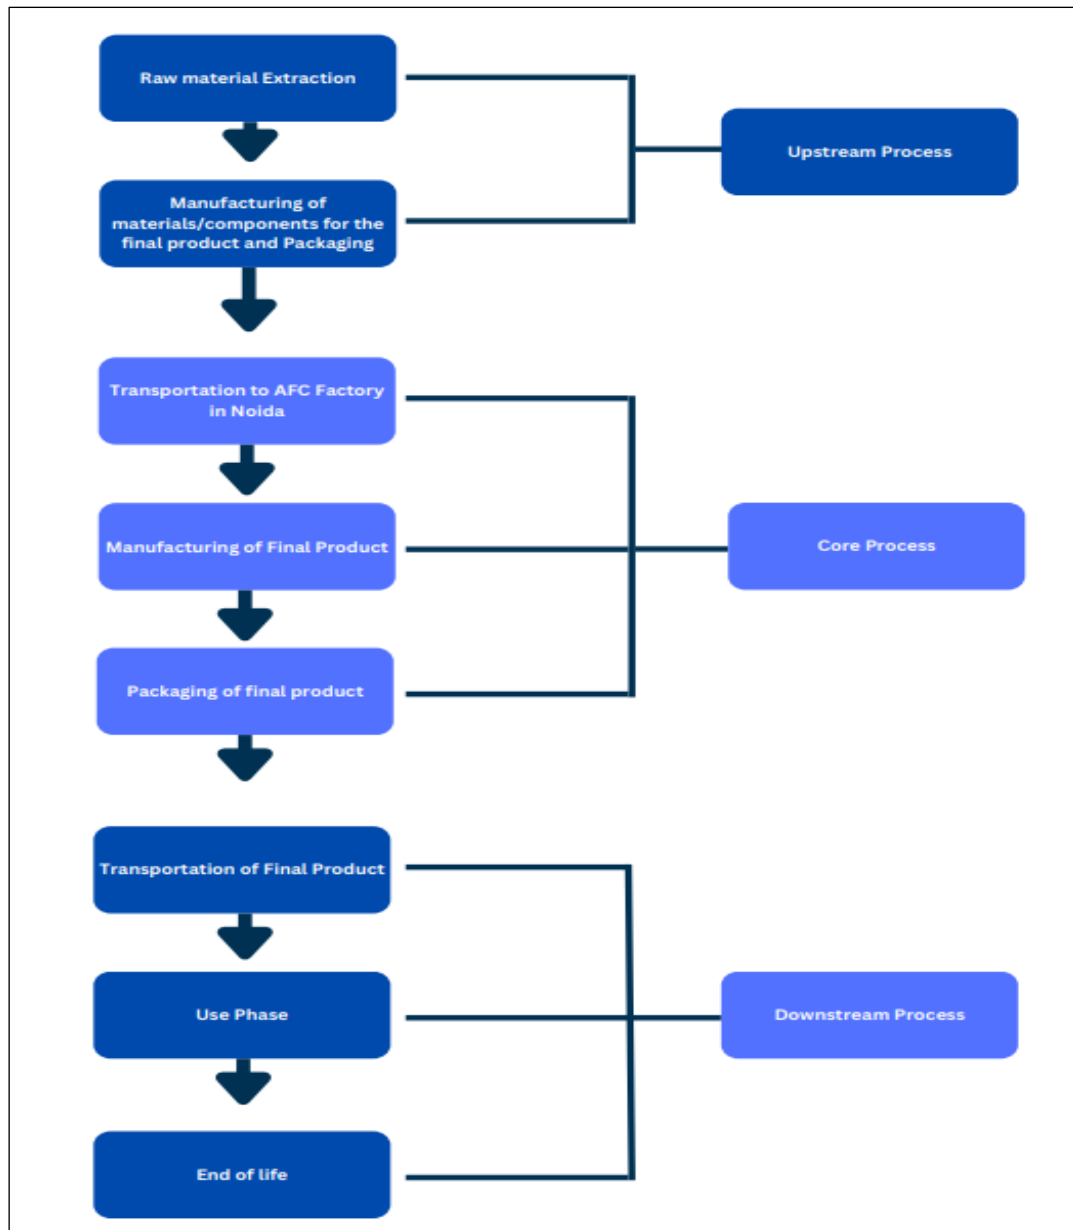 Raw material Extraction
Upstream Process
Manufacturing of
materials/components for the
final product and Packaging
Transportation to AFC Factory
in Noida
Manufacturing of Final Product
Core Process
Packaging of final product
Transportation of Final Product
Use Phase
Downstream Process
End of life